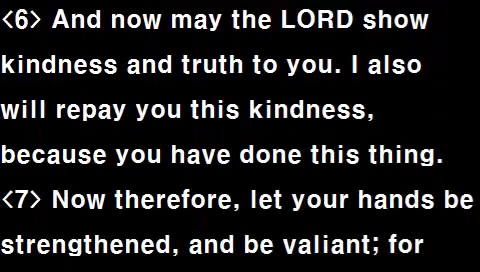 <6> And now may the LORD show
kindness and truth to you. I also
will repay you this kindness,
because you have done this thing.
<7> Now therefore, let your hands be
strengthened, and be valiant; for